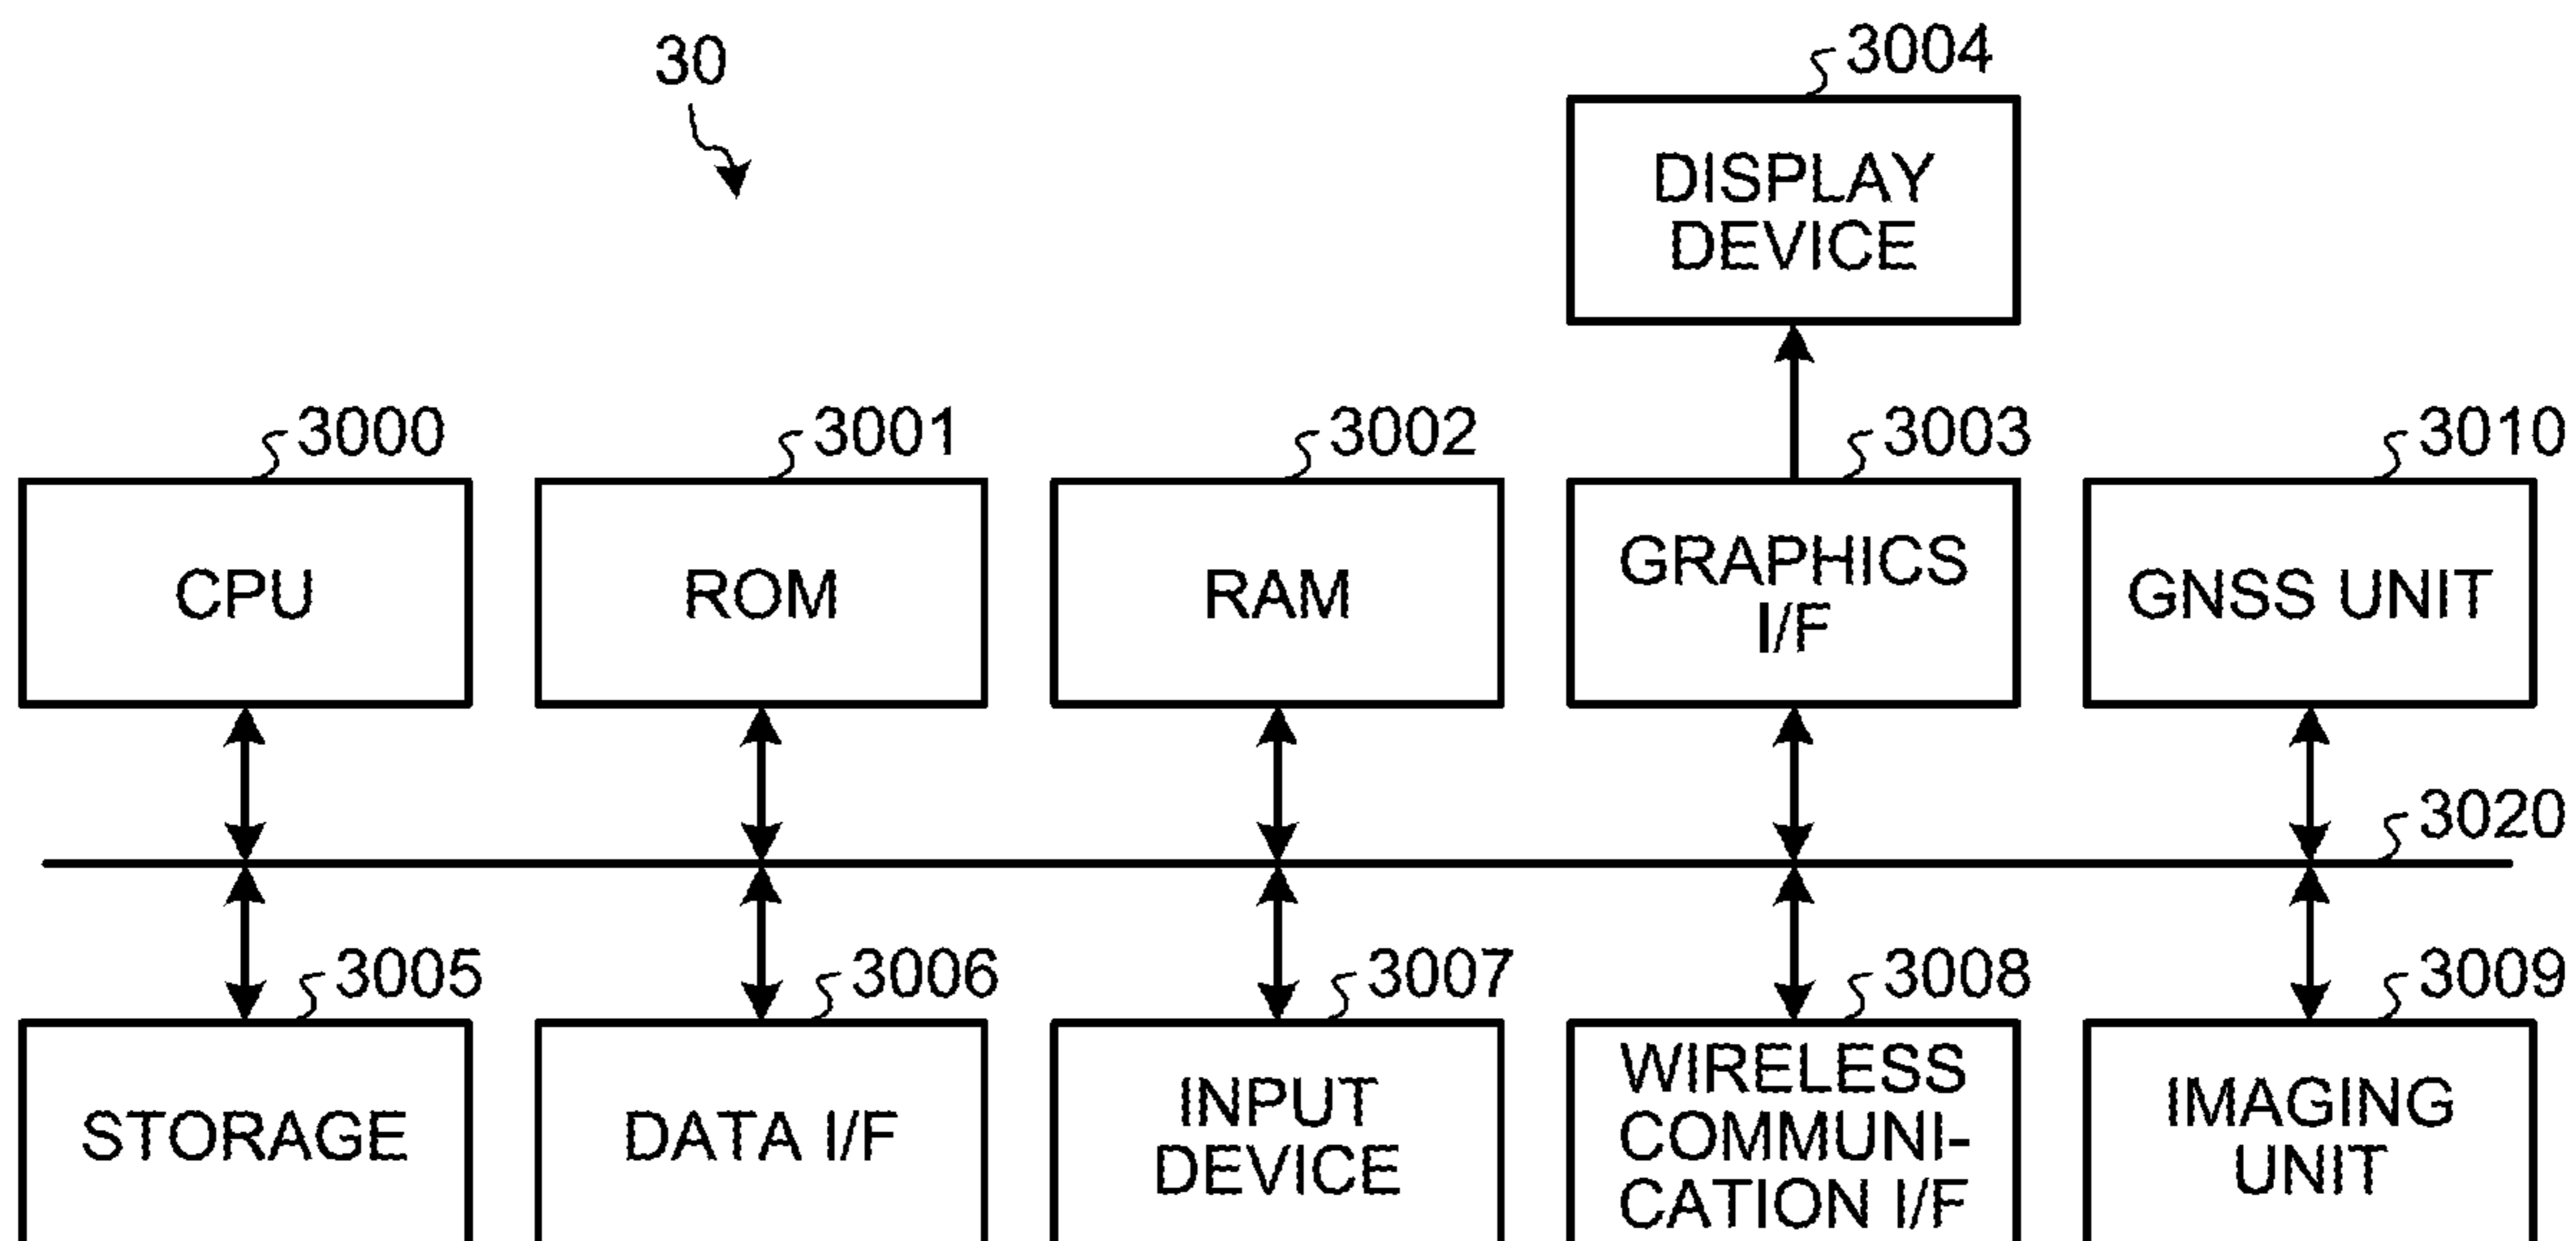 30
3004
DISPLAY
DEVICE
3000
3001
3002
3003
3010
CPU
ROM
RAM
GRAPHICS
I/F
GNSS UNIT
3020
3005
3006
3007
3008
3009
STORAGE
DATA I/F
INPUT
DEVICE
WIRELESS
COMMUNI-
CATION I/F
IMAGING
UNIT